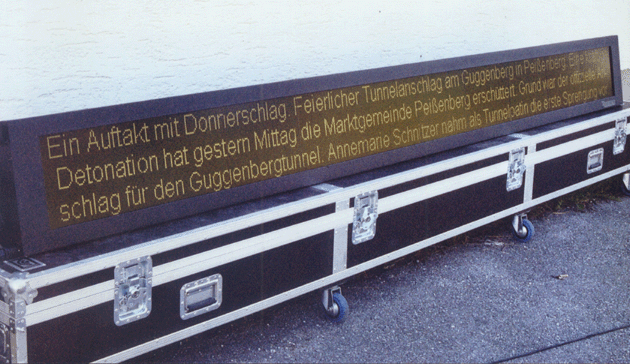 Ein Auftakt mit Donnerschlag. Feierlicher Tunnelanschlag am Guggenberg in Peißenberg. Eine
Detonation hat gestern Mittag die Marktgemeinde Peißenberg erschüttert. Grund war der offizielle
schlag für den Guggenbergtunnel. Annemarie Schnitzer nahm als Tunnelpatin die erste Sprengung vor